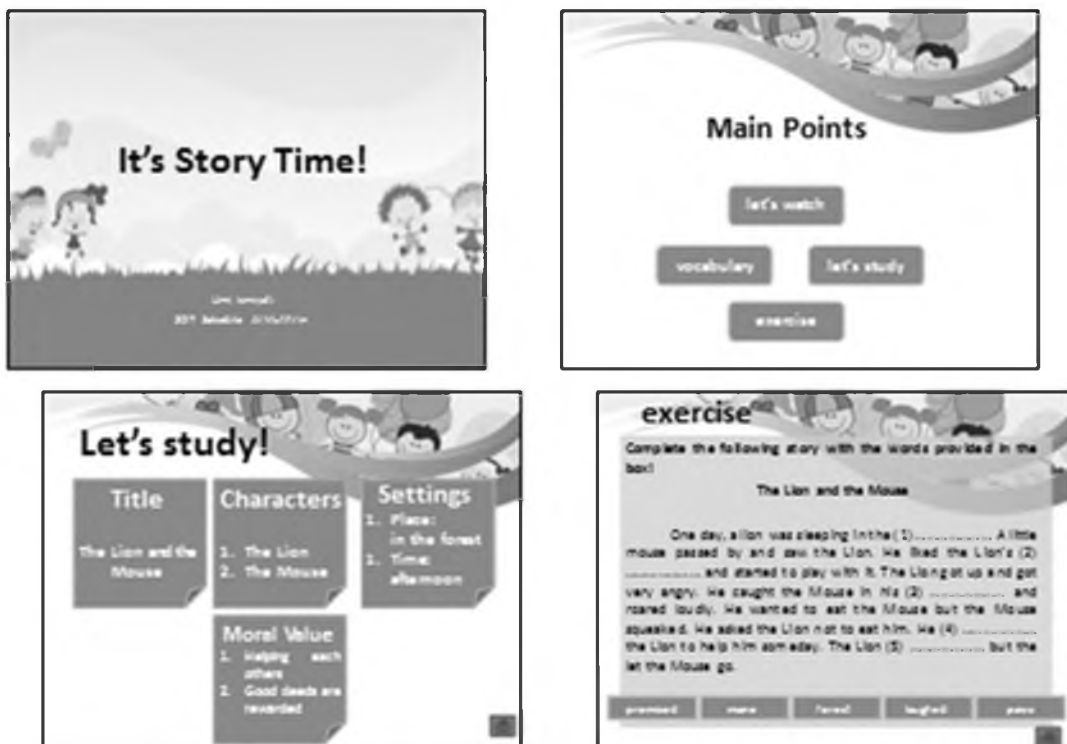 It's Story Time!
Main Points
let's watch
vocabulary
let's study
exercise
Let's study!
Title
The Lion and the
Mouse
Characters
1. The Lion
2. The Mouse
Settings
1. Place:
in the forest
1. Time:
afternoon
Moral Value
1. Helping each
others
2. Good deeds are
rewarded
exercise
Complete the following story with the words provided in the
box!
The Lion and the Mouse
One day, a lion was sleeping in the (1) ................ A little
mouse passed by and saw the Lion. He liked the Lion's (2)
................ and started to play with it. The Lion got up and got
very angry. He caught the Mouse in his (3) ................ and
roared loudly. He wanted to eat the Mouse but the Mouse
squeaked. He asked the Lion not to eat him. He (4) ................
the Lion to help him someday. The Lion (5) ................ but the
let the Mouse go.
promised
mane
forest
laughed
paws